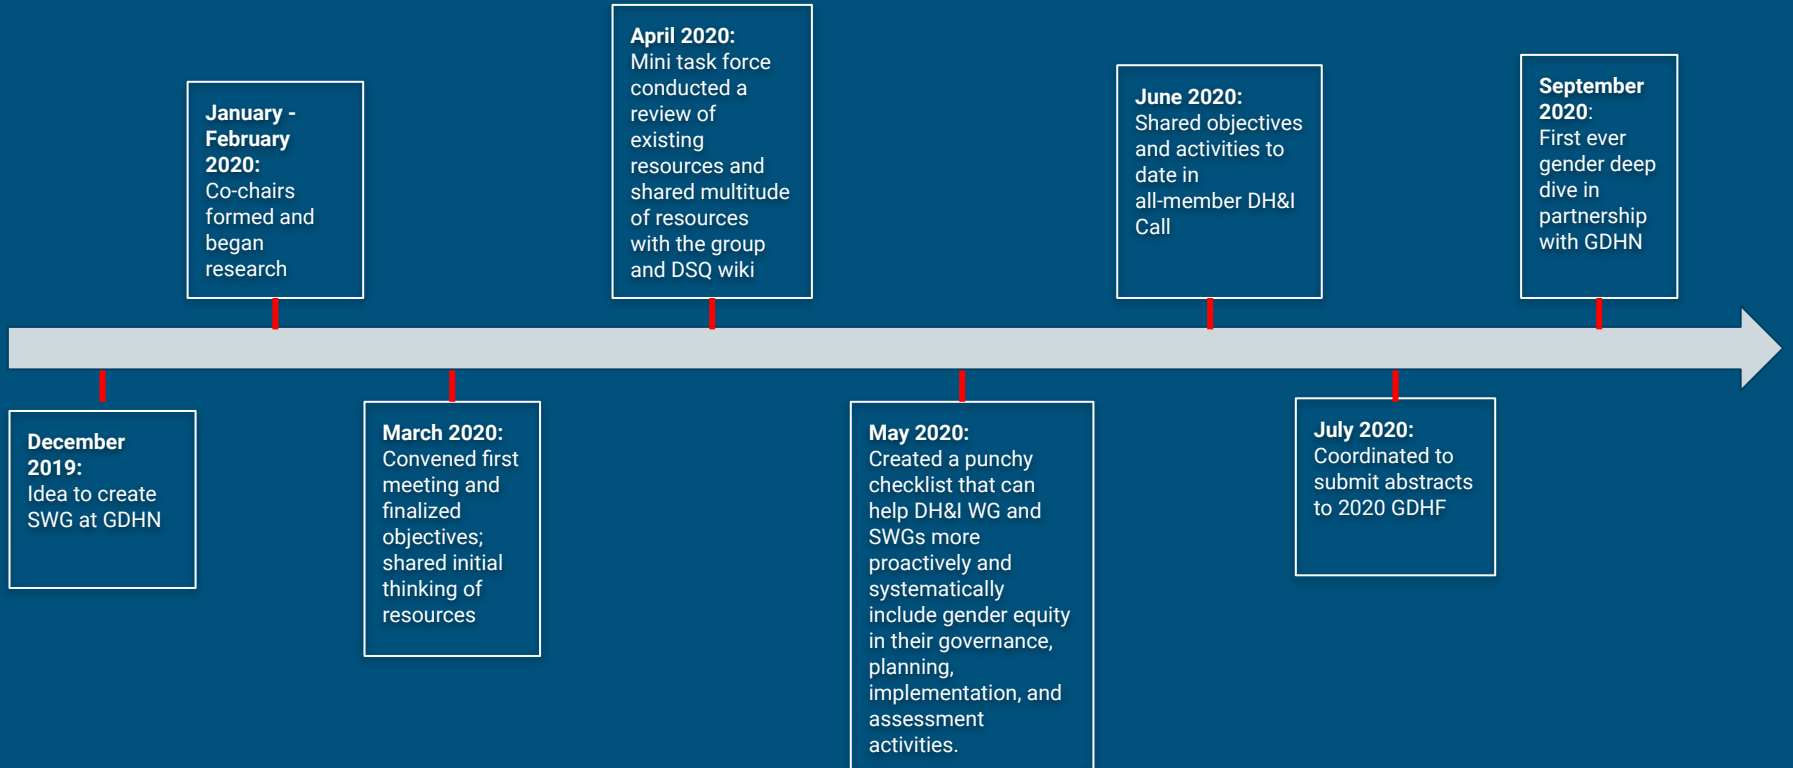 December
2019:
Idea to create
SWG at GDHN
January -
February
2020:
Co-chairs
formed and
began
research
March 2020:
Convened first
meeting and
finalized
objectives;
shared initial
thinking of
resources
April 2020:
Mini task force
conducted a
review of
existing
resources and
shared multitude
of resources
with the group
and DSQ wiki
May 2020:
Created a punchy
checklist that can
help DH&I WG and
SWGs more
proactively and
systematically
include gender equity
in their governance,
planning,
implementation, and
assessment
activities.
June 2020:
Shared objectives
and activities to
date in
all-member DH&I
Call
July 2020:
Coordinated to
submit abstracts
to 2020 GDHF
September
2020:
First ever
gender deep
dive in
partnership
with GDHN